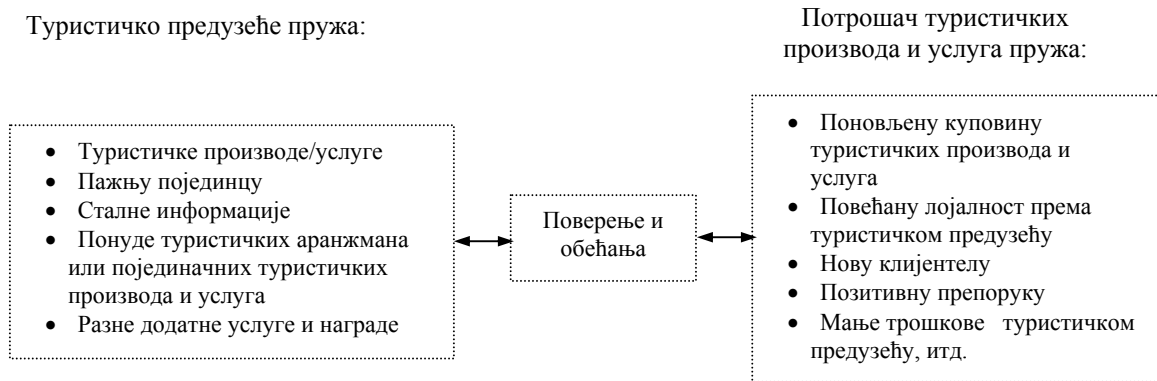 Туристичко предузеће пружа:
Потрошач туристичких
производа и услуга пружа:
• Туристичке производе/услуге
• Пажњу појединцу
• Сталне информације
• Понуде туристичких аранжмана
или појединачних туристичких
производа и услуга
• Разне додатне услуге и награде
Поверење и
обећања
• Поновљену куповину
туристичких производа и
услуга
• Повећану лојалност према
туристичком предузећу
• Нову клијентелу
• Позитивну препоруку
• Мање трошкове туристичком
предузећу, итд.